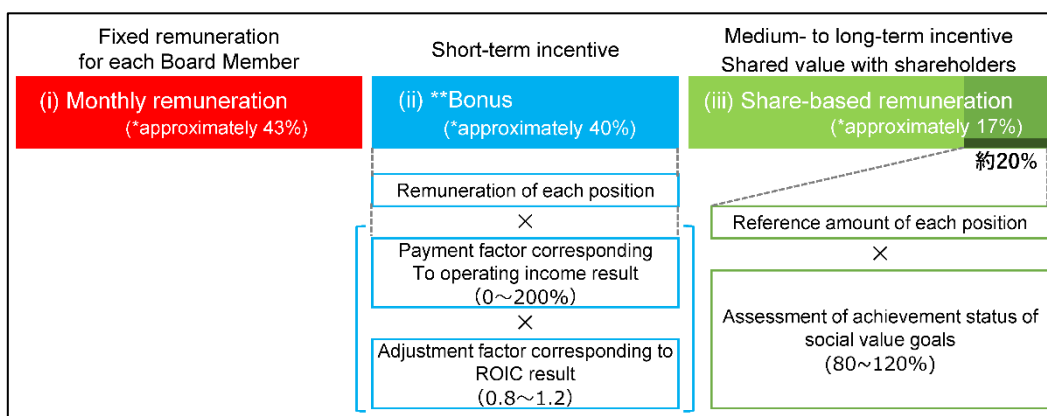 Fixed remuneration
for each Board Member
(i) Monthly remuneration
(*approximately 43%)
Short-term incentive
(ii) **Bonus
(*approximately 40%)
Medium- to long-term incentive
Shared value with shareholders
(iii) Share-based remuneration
(*approximately 17%)
約20%
Remuneration of each position
×
Payment factor corresponding
To operating income result
(0～200%)
×
Adjustment factor corresponding to
ROIC result
(0.8～1.2)
Reference amount of each position
×
Assessment of achievement status of
social value goals
(80～120%)